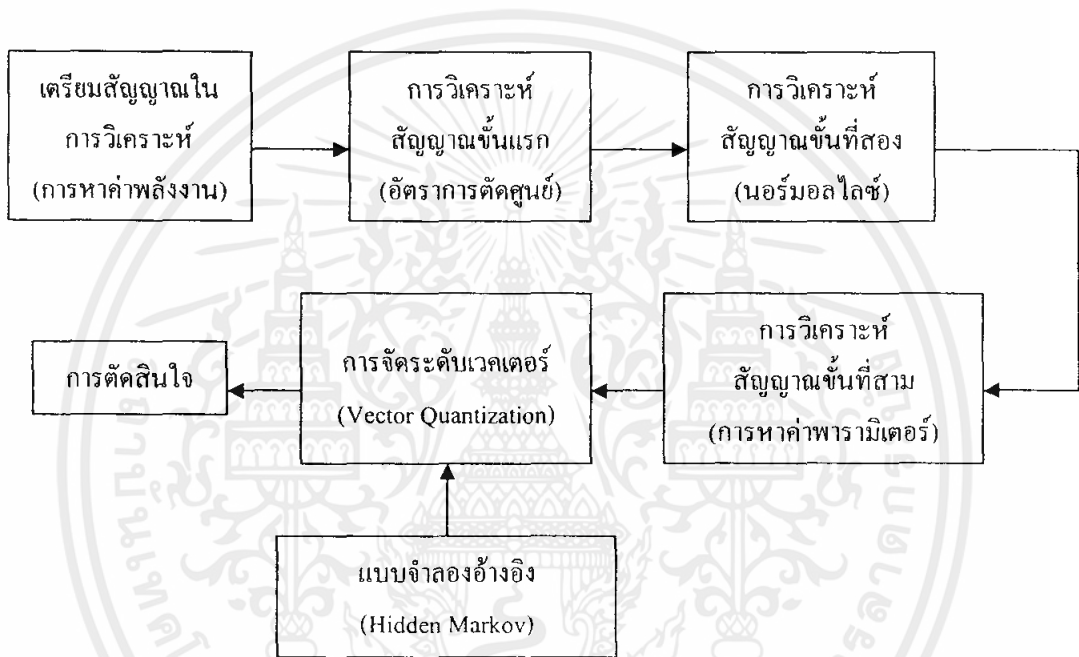 เตรียมสัญญาณใน
การวิเคราะห์
(การหาค่าพลังงาน)
การวิเคราะห์
สัญญาณขั้นแรก
(อัตราการตัดศูนย์)
การวิเคราะห์
สัญญาณขั้นที่สอง
(นอร์มอลไลซ์)
การวิเคราะห์
สัญญาณขั้นที่สาม
(การหาค่าพารามิเตอร์)
การจัดระดับเวคเตอร์
(Vector Quantization)
การตัดสินใจ
แบบจำลองอ้างอิง
(Hidden Markov)